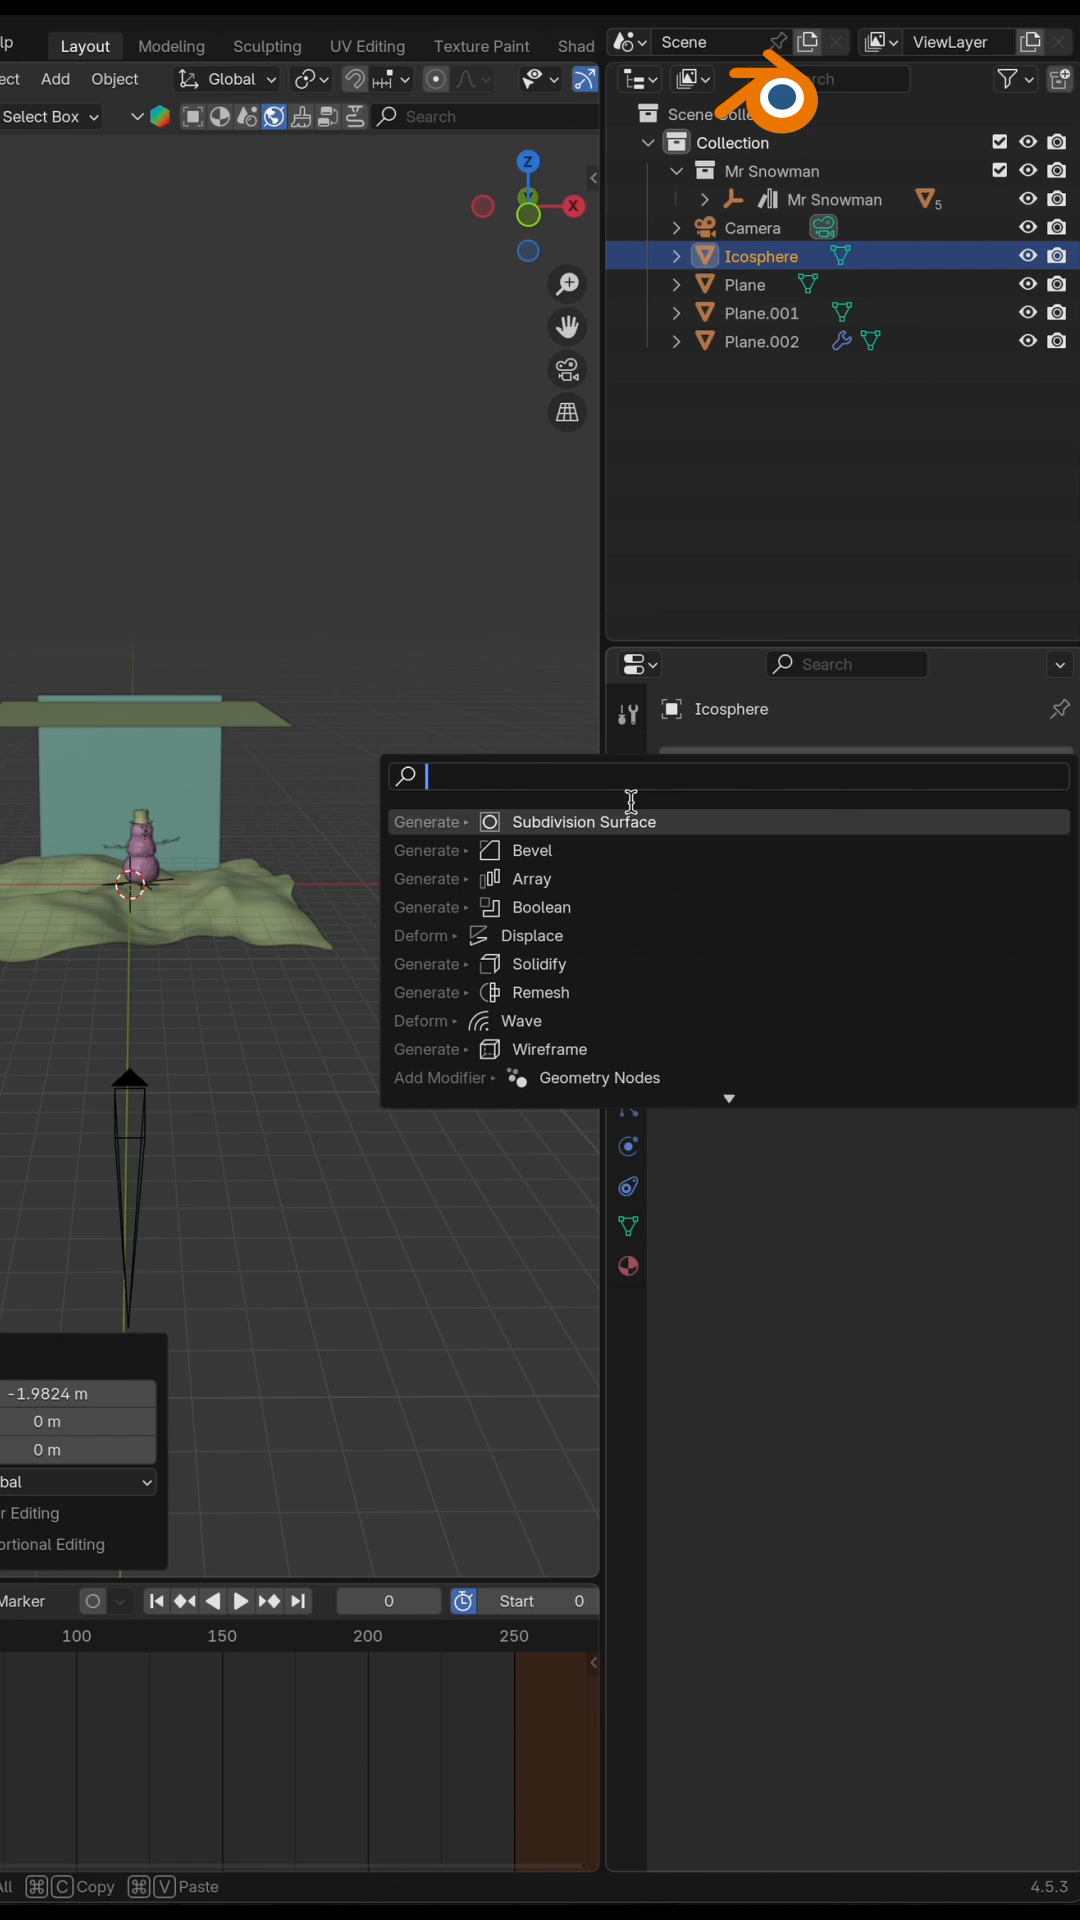 lp Layout Modeling Sculpting UV Editing Texture Paint Shad Scene ViewLayer
ect Add Object Global
Select Box Search
Scene Colle
Collection
Mr Snowman
Mr Snowman 5
Camera
Icosphere
Plane
Plane.001
Plane.002
Z
Y
X
Search
Icosphere
Generate Subdivision Surface
Generate Bevel
Generate Array
Generate Boolean
Deform Displace
Generate Solidify
Generate Remesh
Deform Wave
Generate Wireframe
Add Modifier Geometry Nodes
-1.9824 m
0 m
0 m
bal
r Editing
ortional Editing
Marker 0 Start 0
100 150 200 250
All ⌘ C Copy ⌘ V Paste
4.5.3